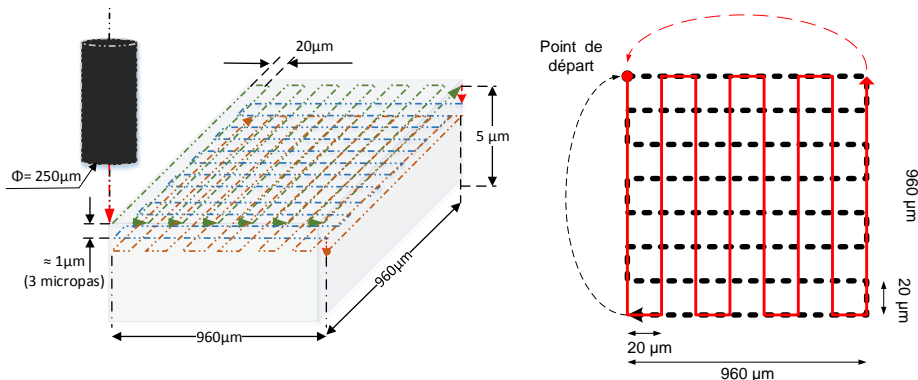 20µm
Φ= 250µm
5 µm
≈ 1µm
(3 micropas)
960µm
960µm
Point de
départ
960 µm
20 µm
20 µm
960 µm